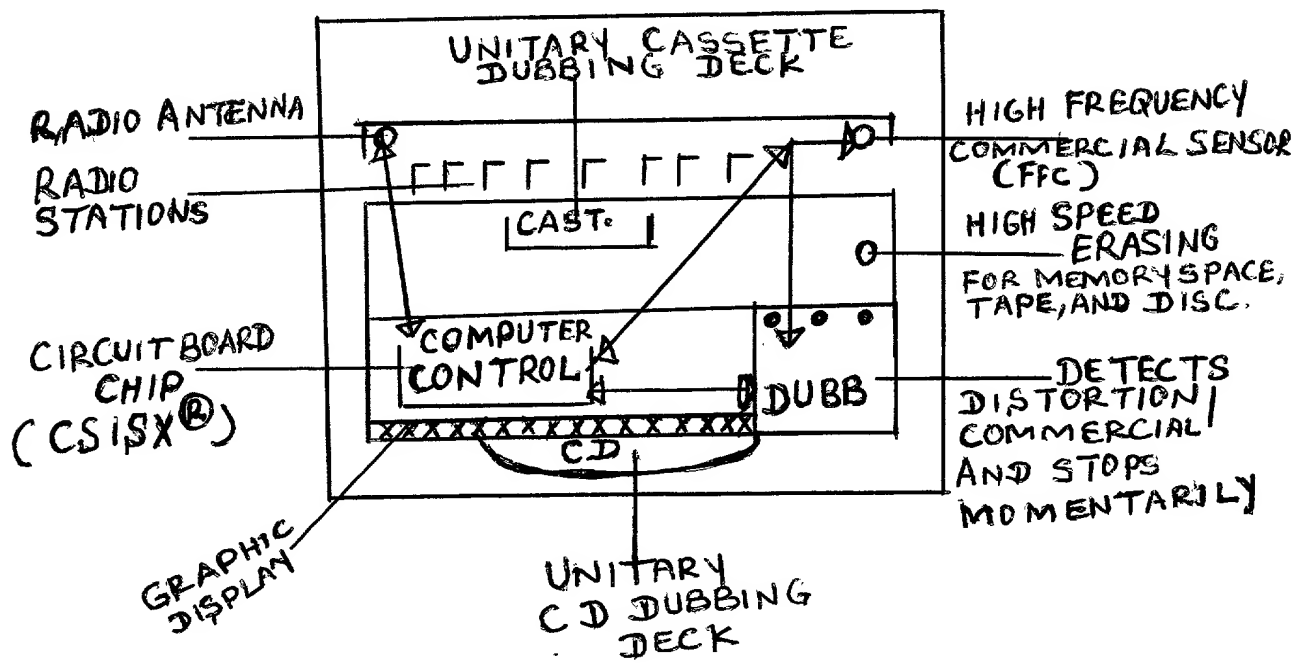 UNITARY CASSETTE
DUBBING DECK
RADIO ANTENNA
RADIO
STATIONS
HIGH FREQUENCY
COMMERCIAL SENSOR
(FFC)
CAST.
HIGH SPEED
ERASING
FOR MEMORY SPACE,
TAPE, AND DISC.
CIRCUIT BOARD
CHIP
(CSISX®)
COMPUTER
CONTROL
DUBB
DETECTS
DISTORTION/
COMMERCIAL
AND STOPS
MOMENTARILY
XXXXXXXXXXXXXXXX
CD
GRAPHIC
DISPLAY
UNITARY
CD DUBBING
DECK